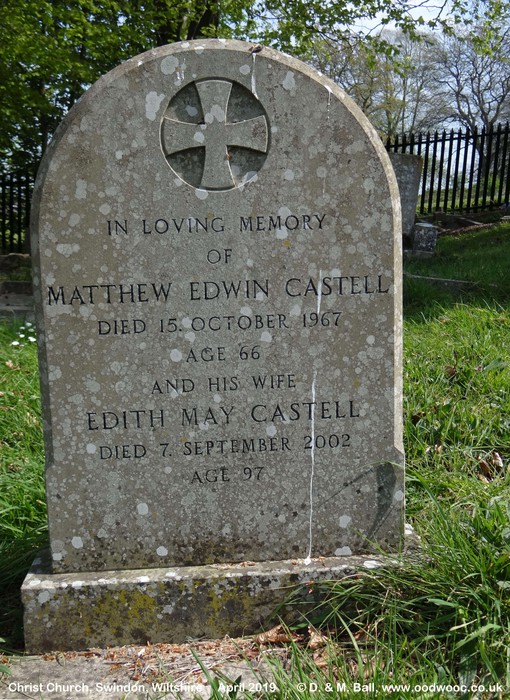 IN LOVING MEMORY
OF
MATTHEW EDWIN CASTELL
DIED 15. OCTOBER 1967
AGE 66
AND HIS WIFE
EDITH MAY CASTELL
DIED 7. SEPTEMBER 2002
AGE 97
Christ Church, Swindon, Wiltshire April 2019 © D. & M. Ball, www.oodwooc.co.uk